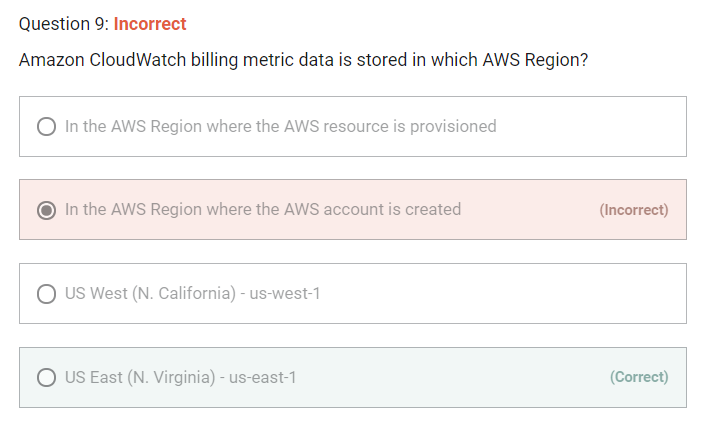 Question 9: Incorrect
Amazon CloudWatch billing metric data is stored in which AWS Region?
In the AWS Region where the AWS resource is provisioned
In the AWS Region where the AWS account is created (Incorrect)
US West (N. California) - us-west-1
US East (N. Virginia) - us-east-1 (Correct)